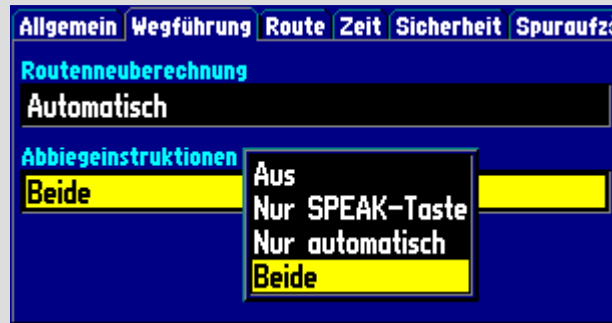 Allgemein Wegführung Route Zeit Sicherheit Spuraufz
Routenneuberechnung
Automatisch
Abbiegeinstruktionen
Beide
Aus
Nur SPEAK-Taste
Nur automatisch
Beide